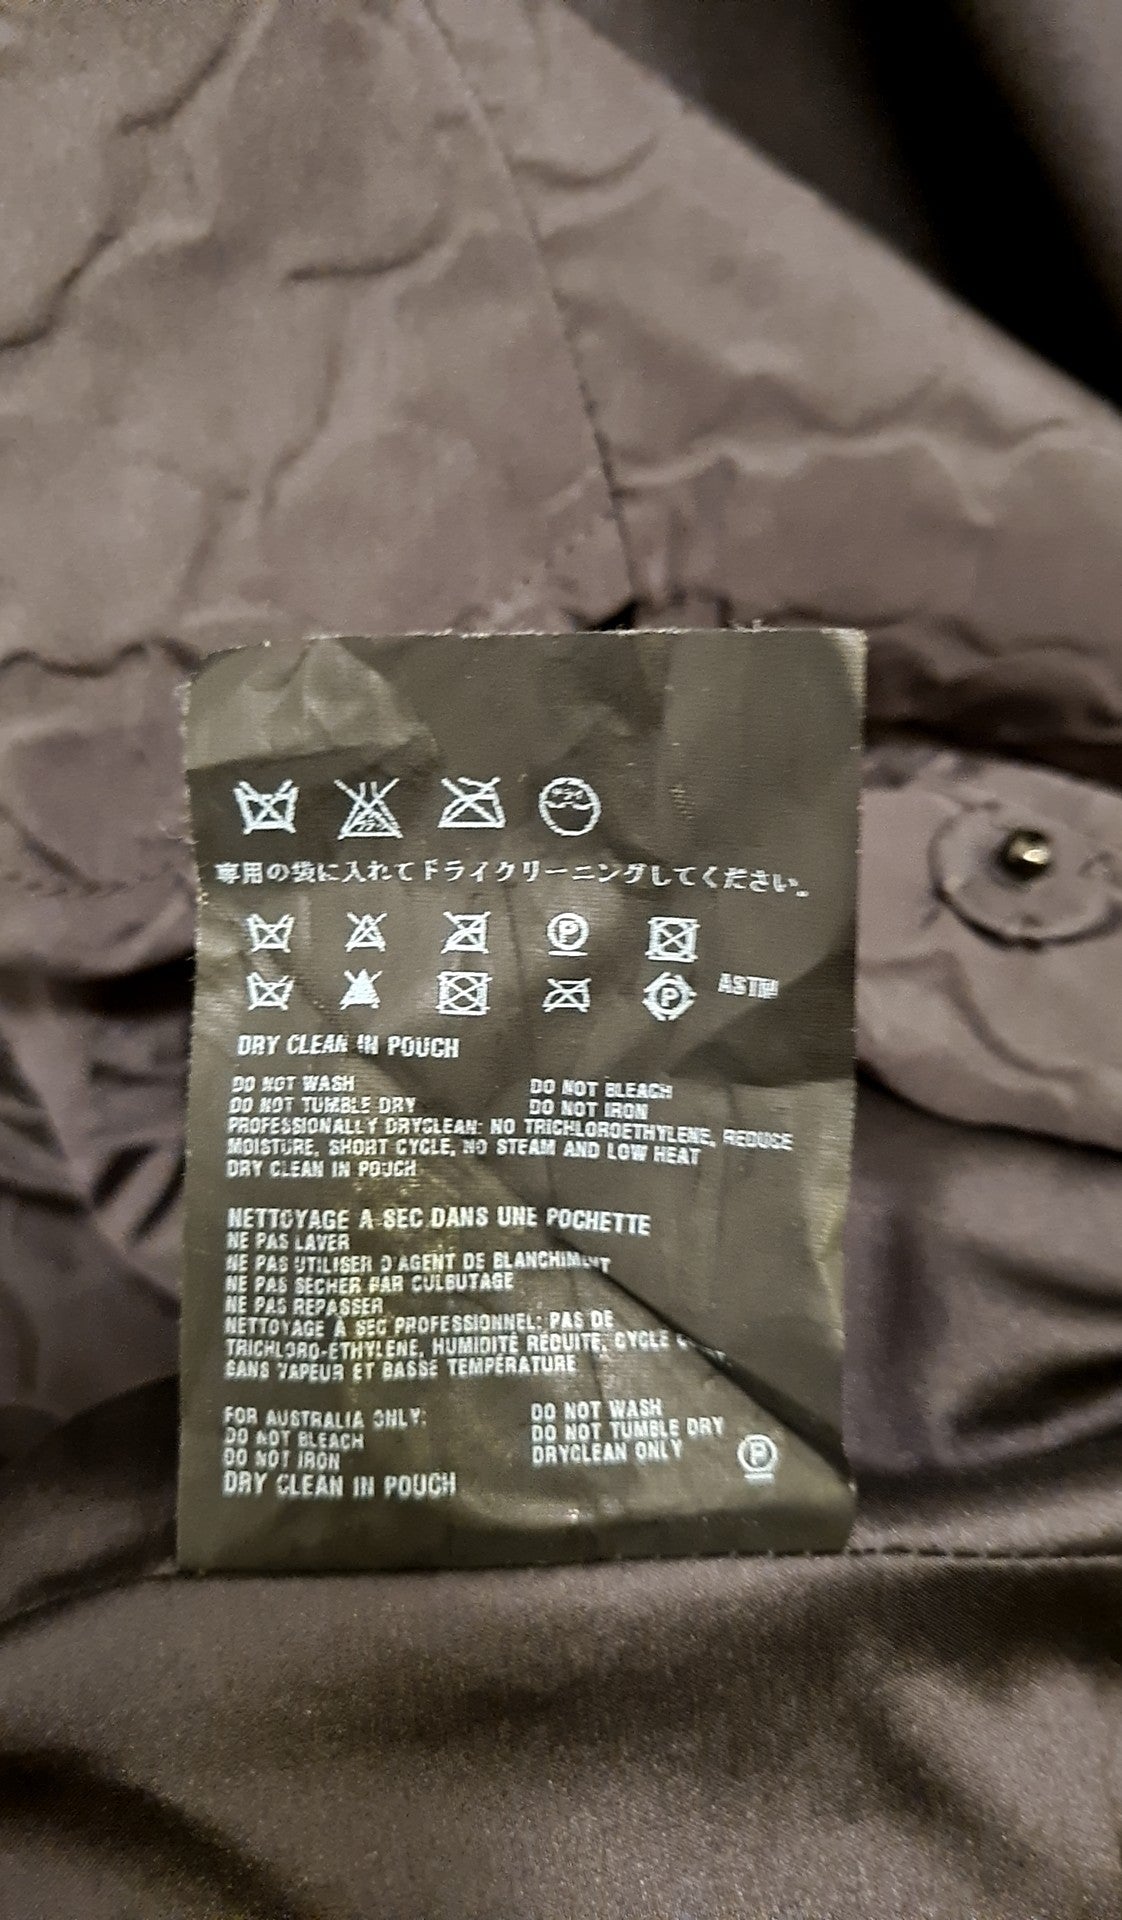 専用の袋に入れてドライクリーニングしてください。
P
P ASTM
DRY CLEAN IN POUCH
DO NOT WASH DO NOT BLEACH
DO NOT TUMBLE DRY DO NOT IRON
PROFESSIONALLY DRYCLEAN: NO TRICHLOROETHYLENE, REDUCE
MOISTURE, SHORT CYCLE, NO STEAM AND LOW HEAT
DRY CLEAN IN POUCH
NETTOYAGE A SEC DANS UNE POCHETTE
NE PAS LAVER
NE PAS UTILISER D'AGENT DE BLANCHIMENT
NE PAS SECHER PAR CULBUTAGE
NE PAS REPASSER
NETTOYAGE À SEC PROFESSIONNEL: PAS DE
TRICHLORO-ÉTHYLENE, HUMIDITÉ RÉDUITE, CYCLE
SANS VAPEUR ET BASSE TEMPÉRATURE
FOR AUSTRALIA ONLY: DO NOT WASH
DO NOT BLEACH DO NOT TUMBLE DRY
DO NOT IRON DRYCLEAN ONLY P
DRY CLEAN IN POUCH